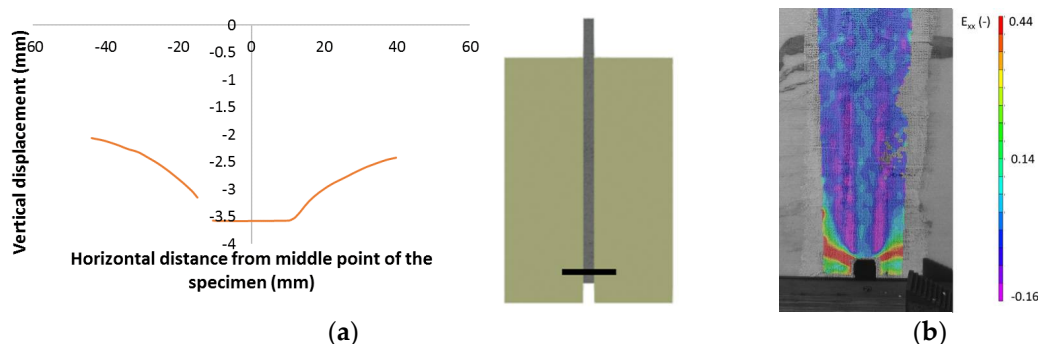 Vertical displacement (mm)
0
-60 -40 -20 0 20 40 60
-0.5
-1
-1.5
-2
-2.5
-3
-3.5
-4
Horizontal distance from middle point of the
specimen (mm)
(a)
Exx (-)
0.44
0.14
-0.16
(b)